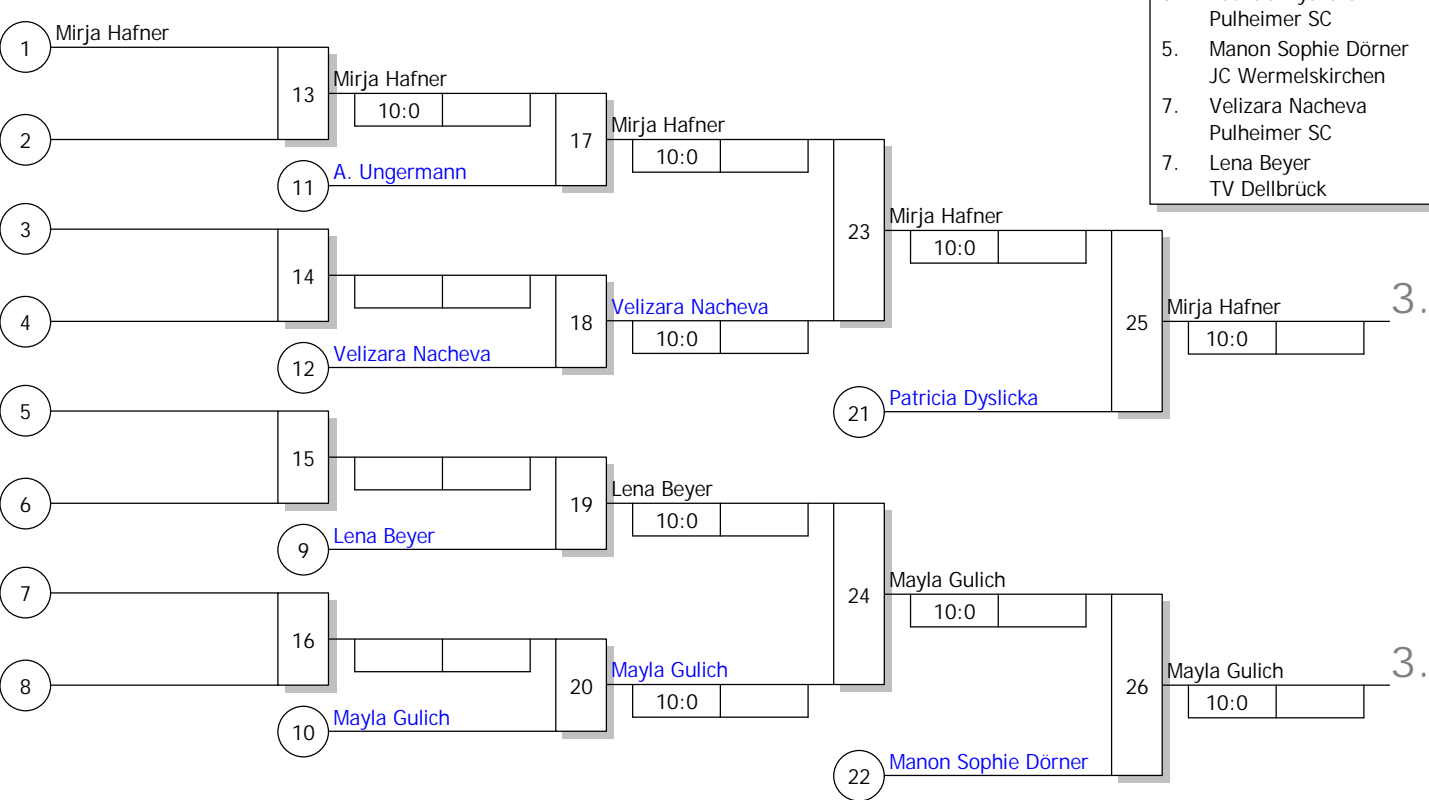 Pulheimer SC
5. Manon Sophie Dörner
JC Wermelskirchen
7. Velizara Nacheva
Pulheimer SC
7. Lena Beyer
TV Dellbrück
1 Mirja Hafner
2
13 Mirja Hafner
10:0
11 A. Ungermann
17 Mirja Hafner
10:0
3
4
14
12 Velizara Nacheva
18 Velizara Nacheva
10:0
23 Mirja Hafner
10:0
21 Patricia Dyslicka
25 Mirja Hafner
10:0
3.
5
6
15
9 Lena Beyer
19 Lena Beyer
10:0
7
8
16
10 Mayla Gulich
20 Mayla Gulich
10:0
24 Mayla Gulich
10:0
22 Manon Sophie Dörner
26 Mayla Gulich
10:0
3.